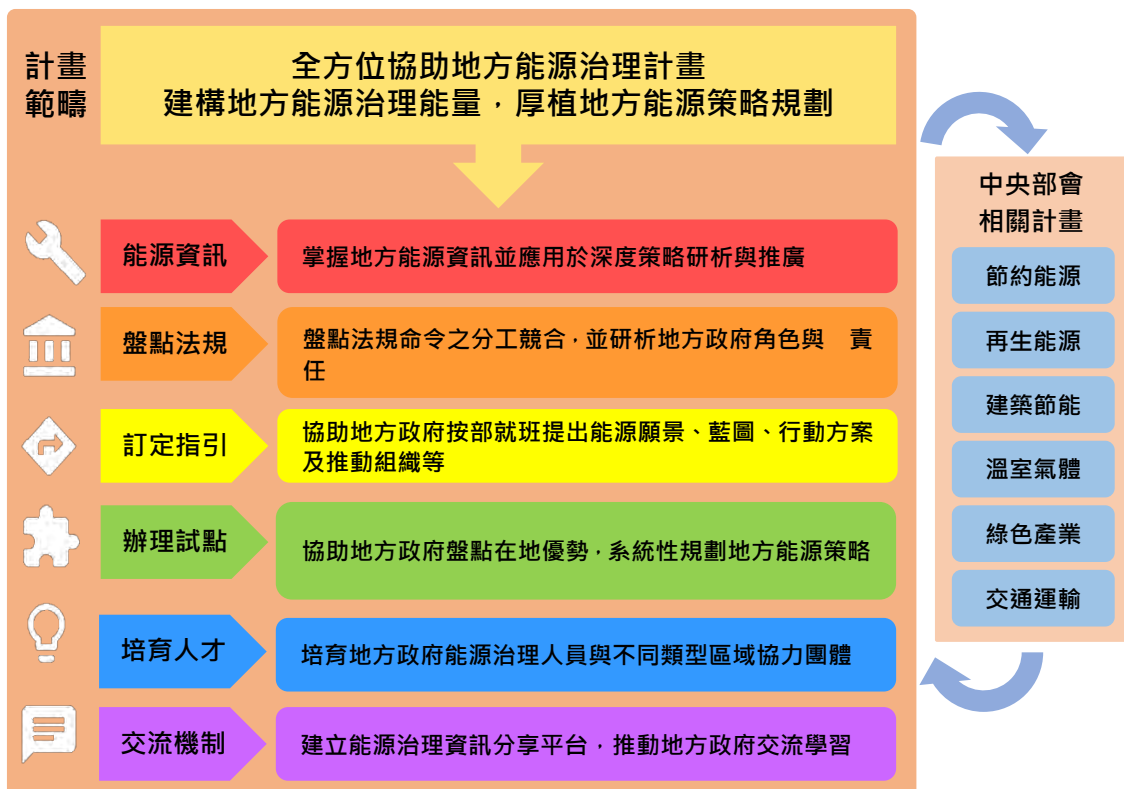 計畫
範疇
全方位協助地方能源治理計畫
建構地方能源治理能量，厚植地方能源策略規劃
能源資訊
掌握地方能源資訊並應用於深度策略研析與推廣
盤點法規
盤點法規命令之分工競合，並研析地方政府角色與　責
任
訂定指引
協助地方政府按部就班提出能源願景、藍圖、行動方案
及推動組織等
辦理試點
協助地方政府盤點在地優勢，系統性規劃地方能源策略
培育人才
培育地方政府能源治理人員與不同類型區域協力團體
交流機制
建立能源治理資訊分享平台，推動地方政府交流學習
中央部會
相關計畫
節約能源
再生能源
建築節能
溫室氣體
綠色產業
交通運輸